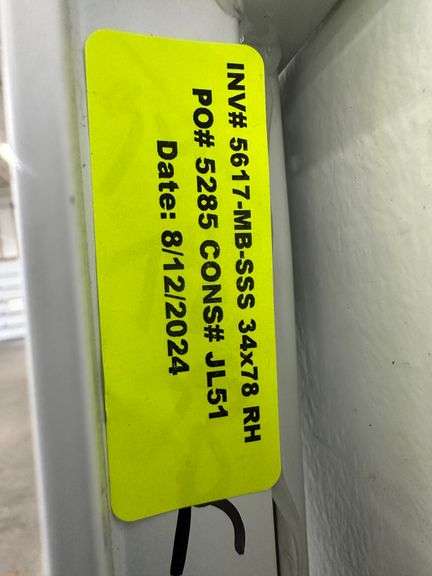 INV# 5617-MB-SSS 34x78 RH
PO# 5285 CONS# JL51
Date: 8/12/2024